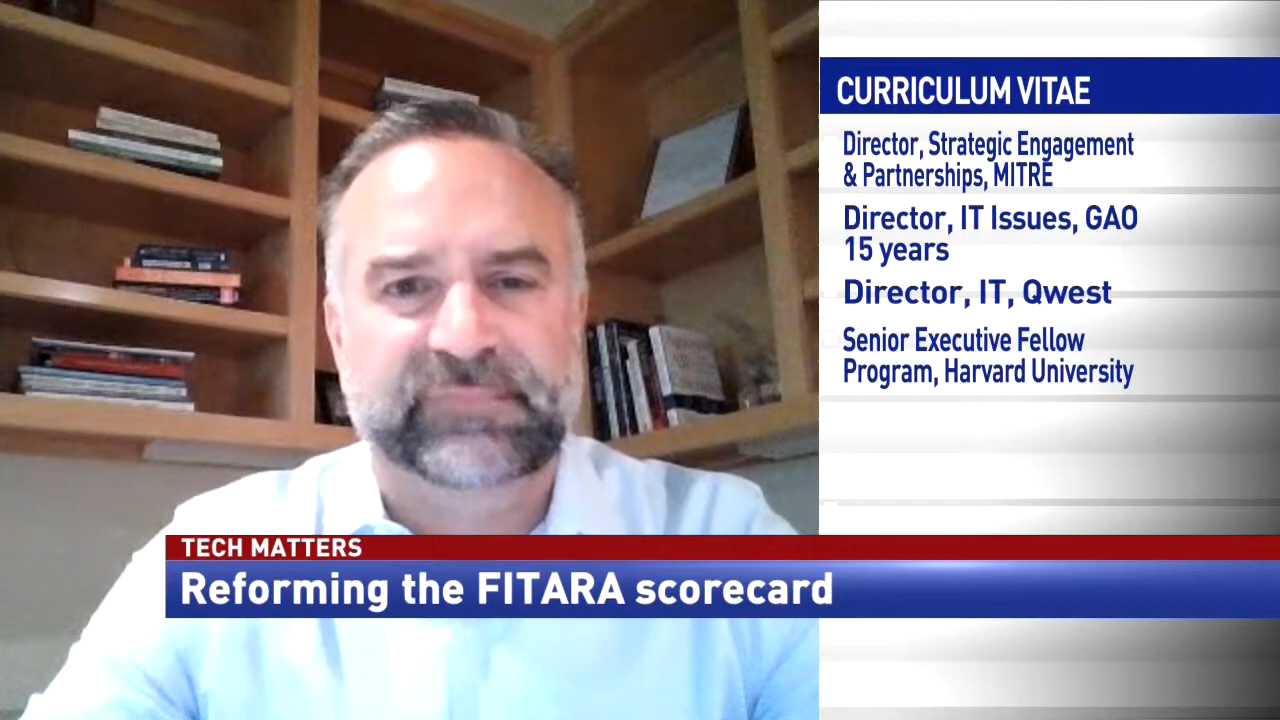 CURRICULUM VITAE
Director, Strategic Engagement
& Partnerships, MITRE
Director, IT Issues, GAO
15 years
Director, IT, Qwest
Senior Executive Fellow
Program, Harvard University
TECH MATTERS
Reforming the FITARA scorecard